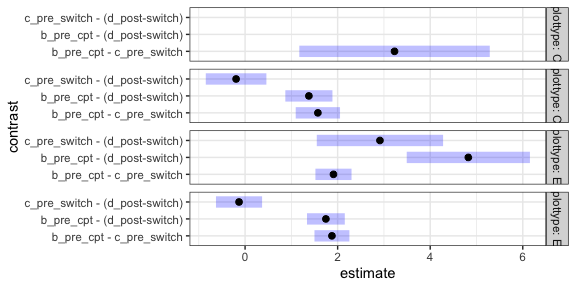 c_pre_switch - (d_post-switch)
b_pre_cpt - (d_post-switch)
b_pre_cpt - c_pre_switch
plottype: C
c_pre_switch - (d_post-switch)
b_pre_cpt - (d_post-switch)
b_pre_cpt - c_pre_switch
plottype: C
c_pre_switch - (d_post-switch)
b_pre_cpt - (d_post-switch)
b_pre_cpt - c_pre_switch
plottype: E
c_pre_switch - (d_post-switch)
b_pre_cpt - (d_post-switch)
b_pre_cpt - c_pre_switch
plottype: E
contrast
0 2 4 6
estimate